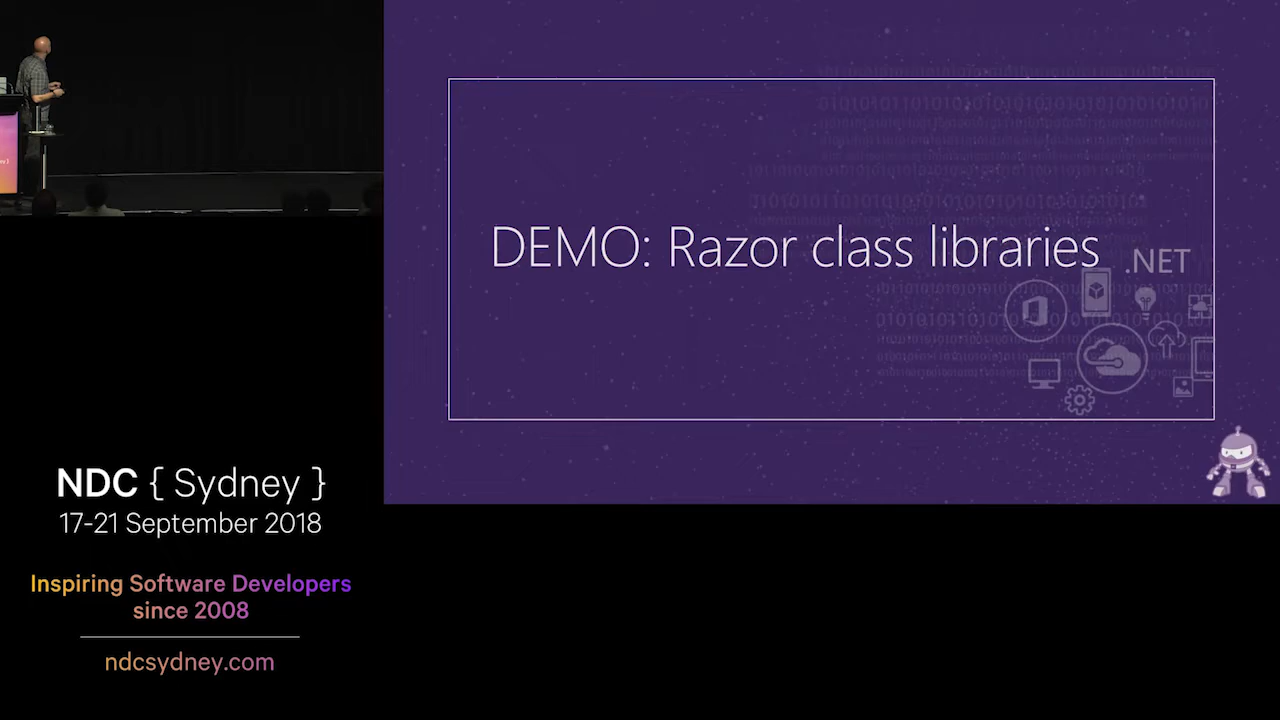 DEMO: Razor class libraries
.NET
NDC { Sydney }
17-21 September 2018
Inspiring Software Developers
since 2008
ndcsydney.com